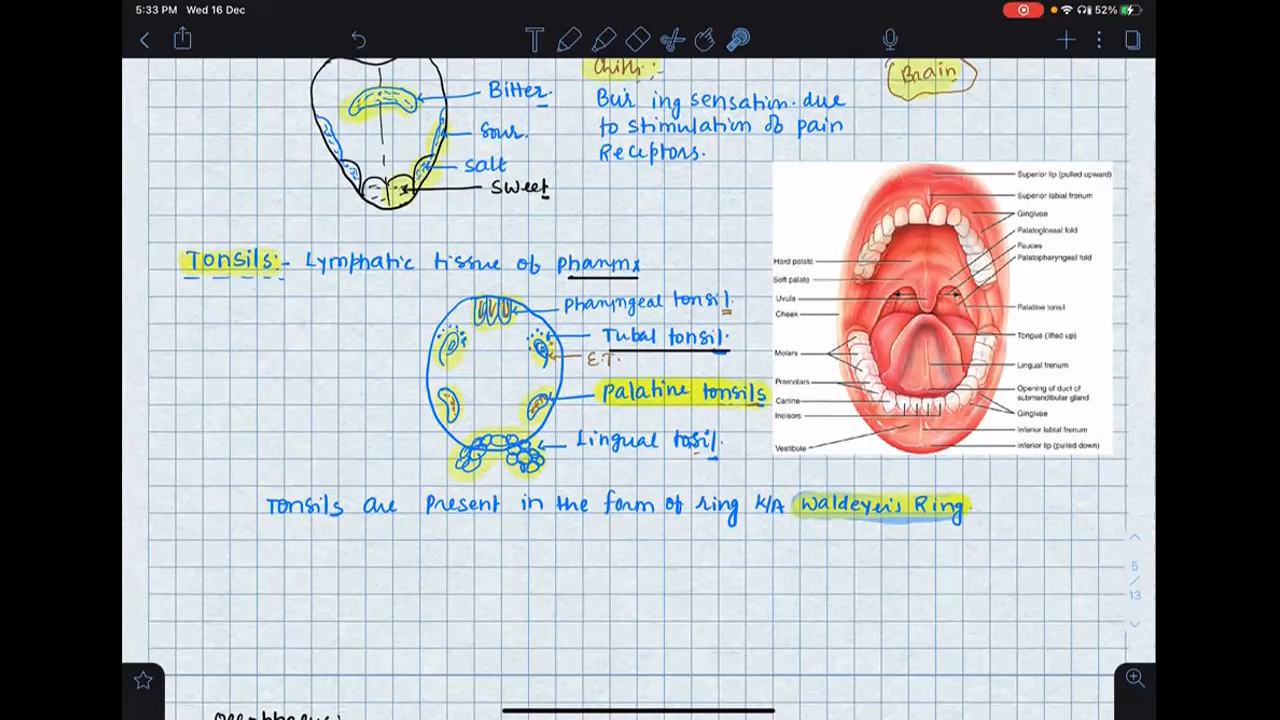 5:33 PM Wed 16 Dec
52%
Chilli :-
Brain
Bitter.
Bur ing sensation. due
to stimulation of pain
Receptors.
Sour.
Salt
Sweet
Superior lip (pulled upward)
Superior labial frenum
Gingivae
Palatoglossal fold
Fauces
Palatopharyngeal fold
Hard palate
Soft palate
Uvula
Cheek
Palatine tonsil
Tongue (lifted up)
Molars
Lingual frenum
Premolars
Opening of duct of
submandibular gland
Canine
Gingivae
Incisors
Inferior labial frenum
Vestibule
Inferior lip (pulled down)
Tonsils:- Lymphatic tissue of pharynx
Pharyngeal tonsil.
Tubal tonsil.
E.T.
Palatine tonsils
Lingual tosil.
Tonsils are present in the form of ring K/A Waldeyer's Ring.
5
/
13